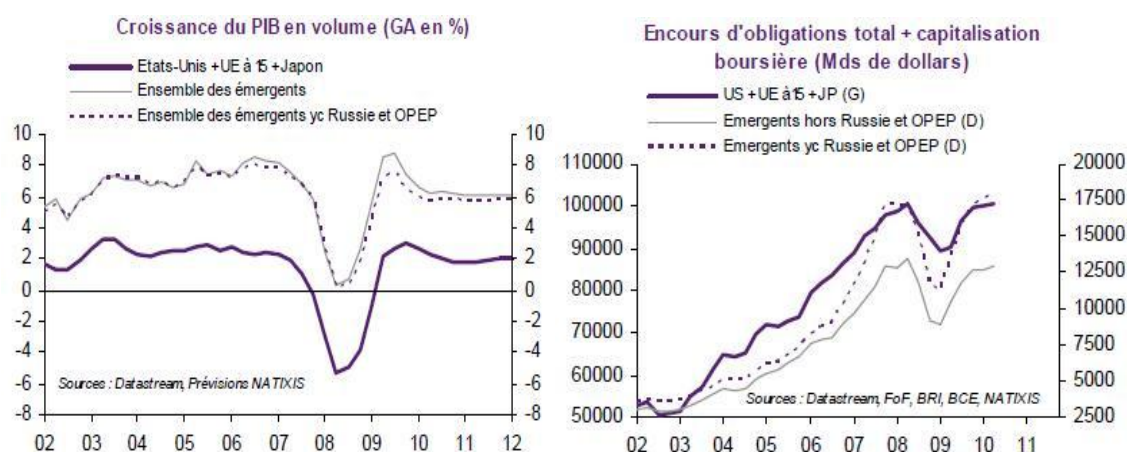 Croissance du PIB en volume (GA en %)
Etats-Unis +UE à 15 +Japon
Ensemble des émergents
Ensemble des émergents yc Russie et OPEP
10 10
8 8
6 6
4 4
2 2
0 0
-2 -2
-4 -4
-6 -6
-8 -8
Sources : Datastream, Prévisions NATIXIS
02 03 04 05 06 07 08 09 10 11 12
Encours d'obligations total + capitalisation
boursière (Mds de dollars)
US +UE à15 +JP (G)
Emergents hors Russie et OPEP (D)
Emergents yc Russie et OPEP (D)
110000 20000
100000 17500
90000 15000
80000 12500
70000 10000
60000 7500
50000 5000
2500
Sources : Datastream, FoF, BRI, BCE, NATIXIS
02 03 04 05 06 07 08 09 10 11